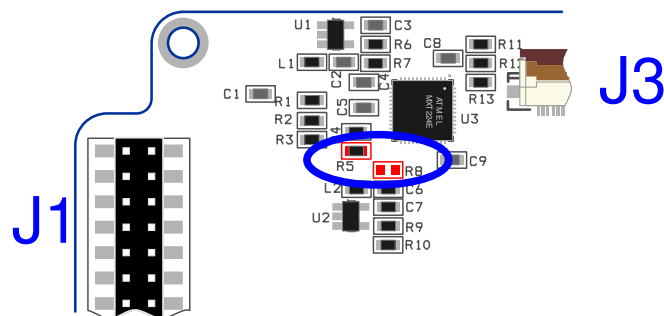 U1
C3
R6
R7
L1
C2
C4
C8
R11
R12
R13
J3
C1
R1
R2
R3
C5
ATMEL
MXT224E
U3
R5
R8
C9
L2
C6
J1
U2
C7
R9
R10